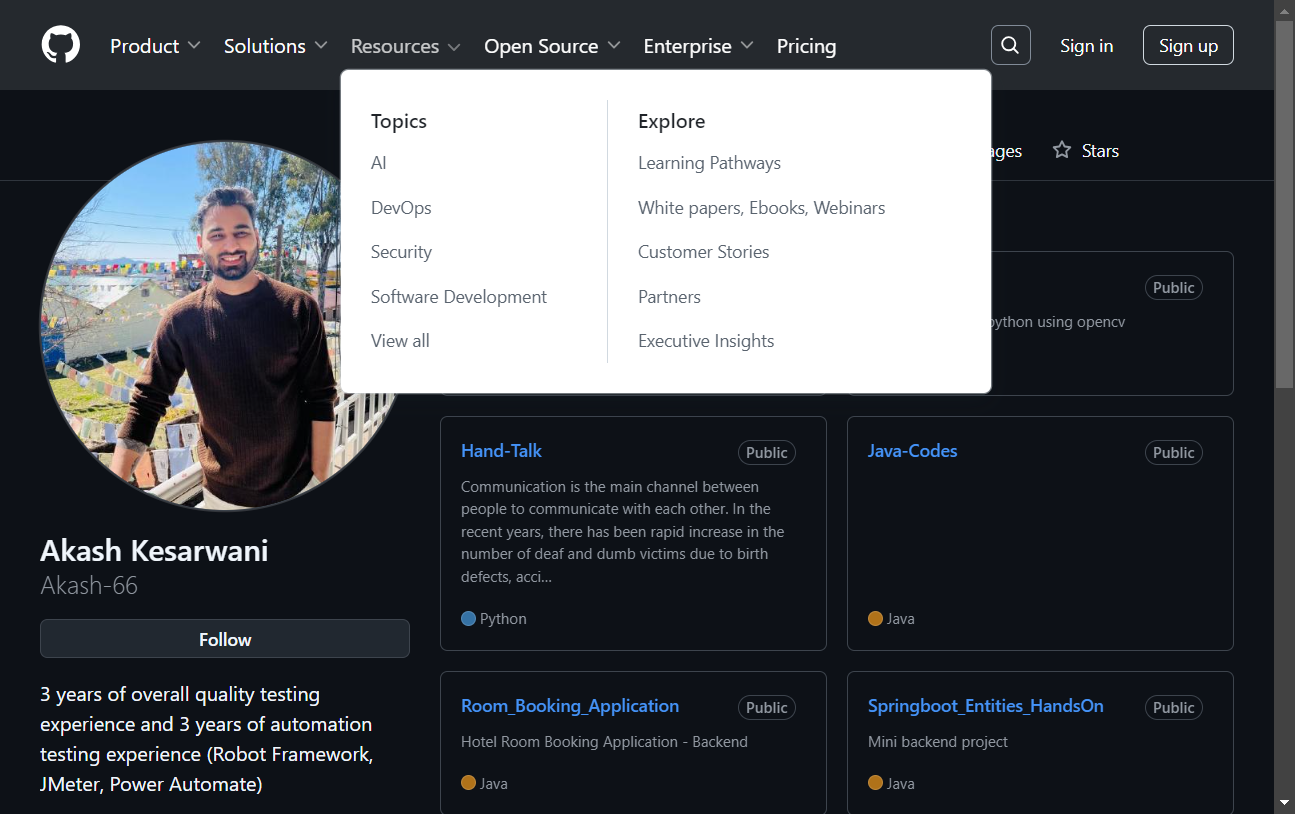 Product Solutions Resources Open Source Enterprise Pricing Sign in Sign up
Topics
AI
DevOps
Security
Software Development
View all
Explore
Learning Pathways
White papers, Ebooks, Webinars
Customer Stories
Partners
Executive Insights
Stars
Public
python using opencv
Hand-Talk
Public
Communication is the main channel between
people to communicate with each other. In the
recent years, there has been rapid increase in the
number of deaf and dumb victims due to birth
defects, acci...
Python
Java-Codes
Public
Java
Akash Kesarwani
Akash-66
Follow
3 years of overall quality testing
experience and 3 years of automation
testing experience (Robot Framework,
JMeter, Power Automate)
Room_Booking_Application
Public
Hotel Room Booking Application - Backend
Java
Springboot_Entities_HandsOn
Public
Mini backend project
Java